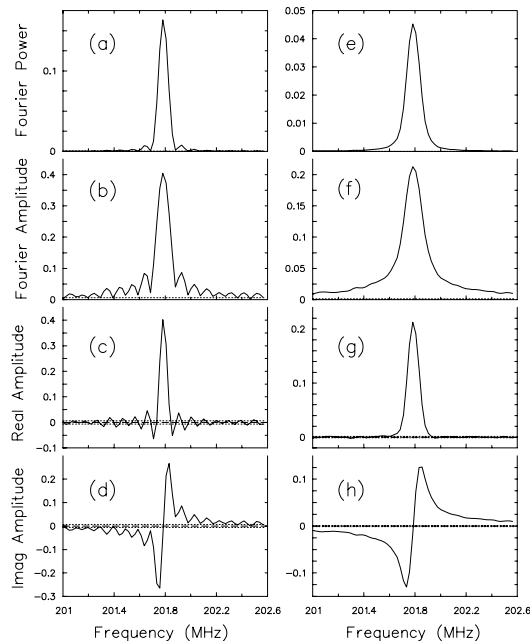 Fourier Power
0.1
(a)
0.05
0.04
0.03
0.02
0.01
0
(e)
Fourier Amplitude
0.4
0.3
0.2
0.1
0
(b)
0.2
0.15
0.1
0.05
0
(f)
Real Amplitude
0.4
0.3
0.2
0.1
0
-0.1
(c)
0.2
0.1
0
(g)
Imag Amplitude
0.2
0.1
0
-0.1
-0.2
-0.3
(d)
0.1
0
-0.1
(h)
201 201.4 201.8 202.2 202.6
201 201.4 201.8 202.2 202.6
Frequency (MHz)
Frequency (MHz)